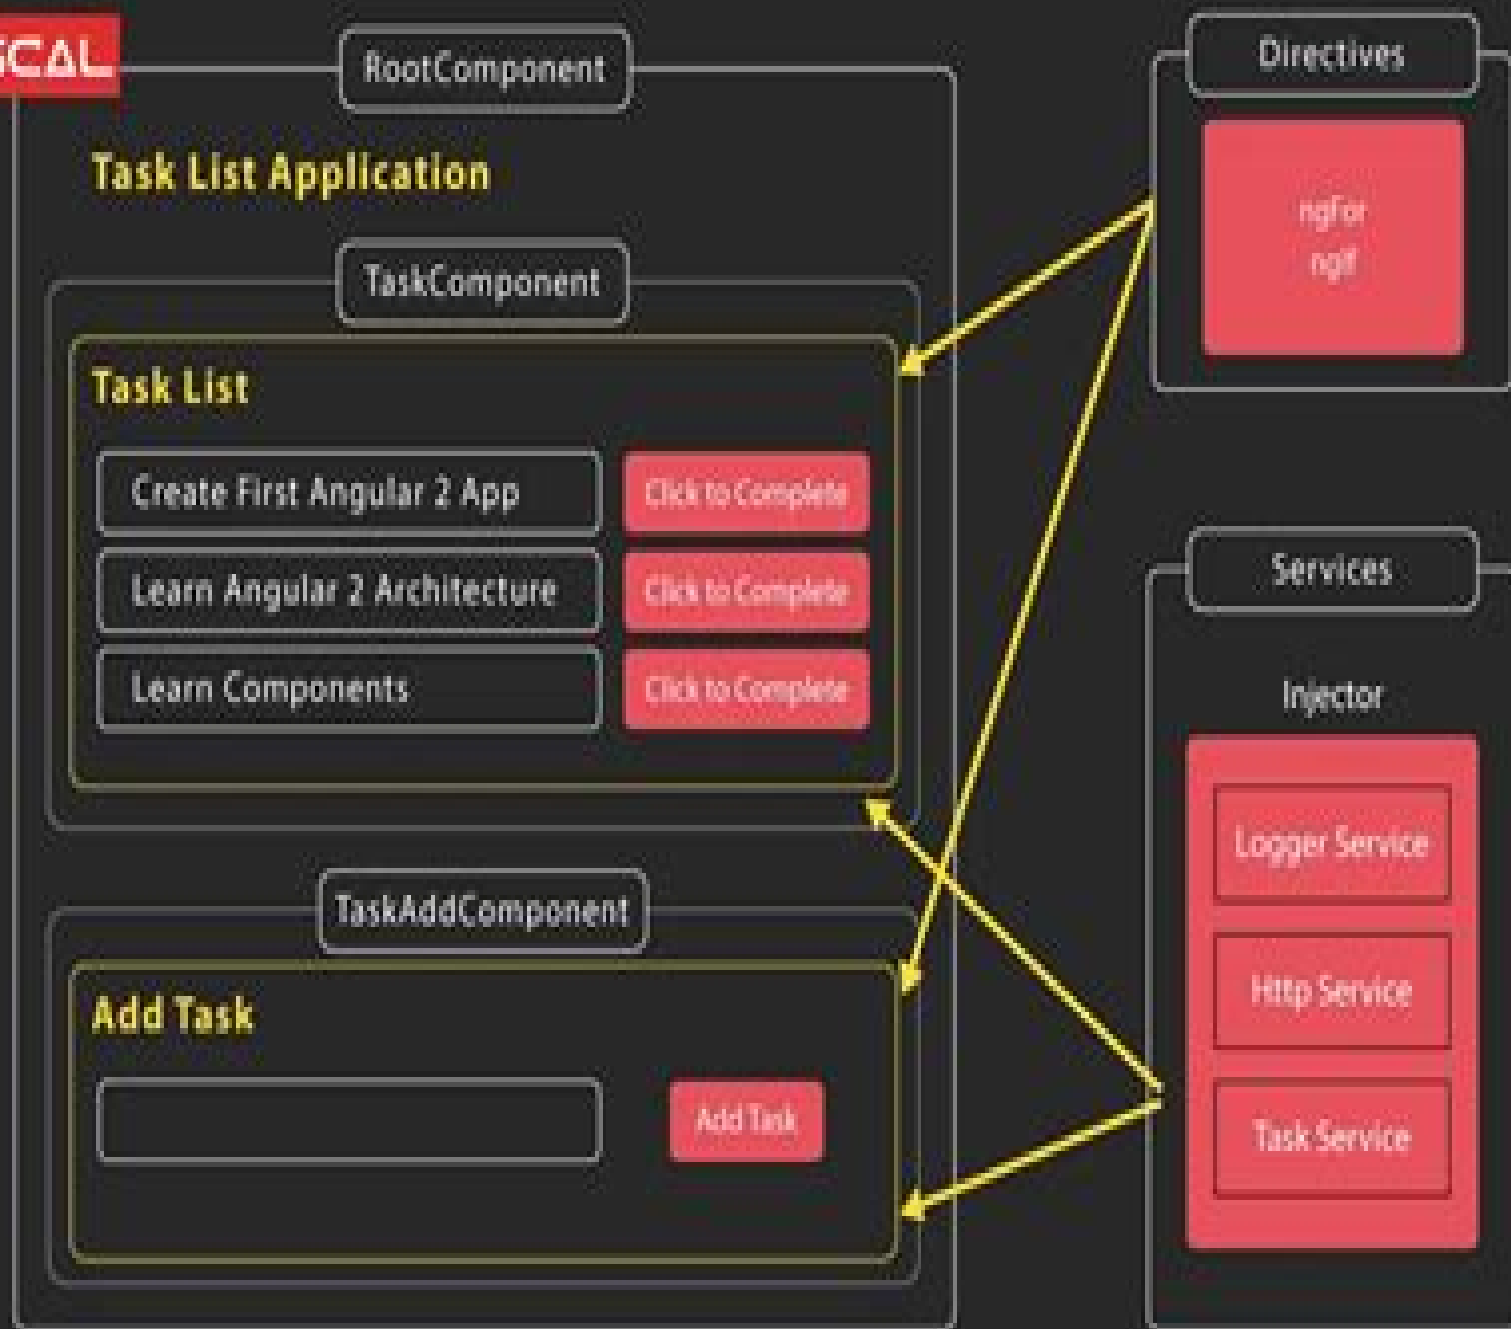 SCAL
RootComponent
Task List Application
TaskComponent
Task List
Create First Angular 2 App
Click to Complete
Learn Angular 2 Architecture
Click to Complete
Learn Components
Click to Complete
TaskAddComponent
Add Task
Add Task
Directives
ngFor
ngIf
Services
Injector
Logger Service
Http Service
Task Service